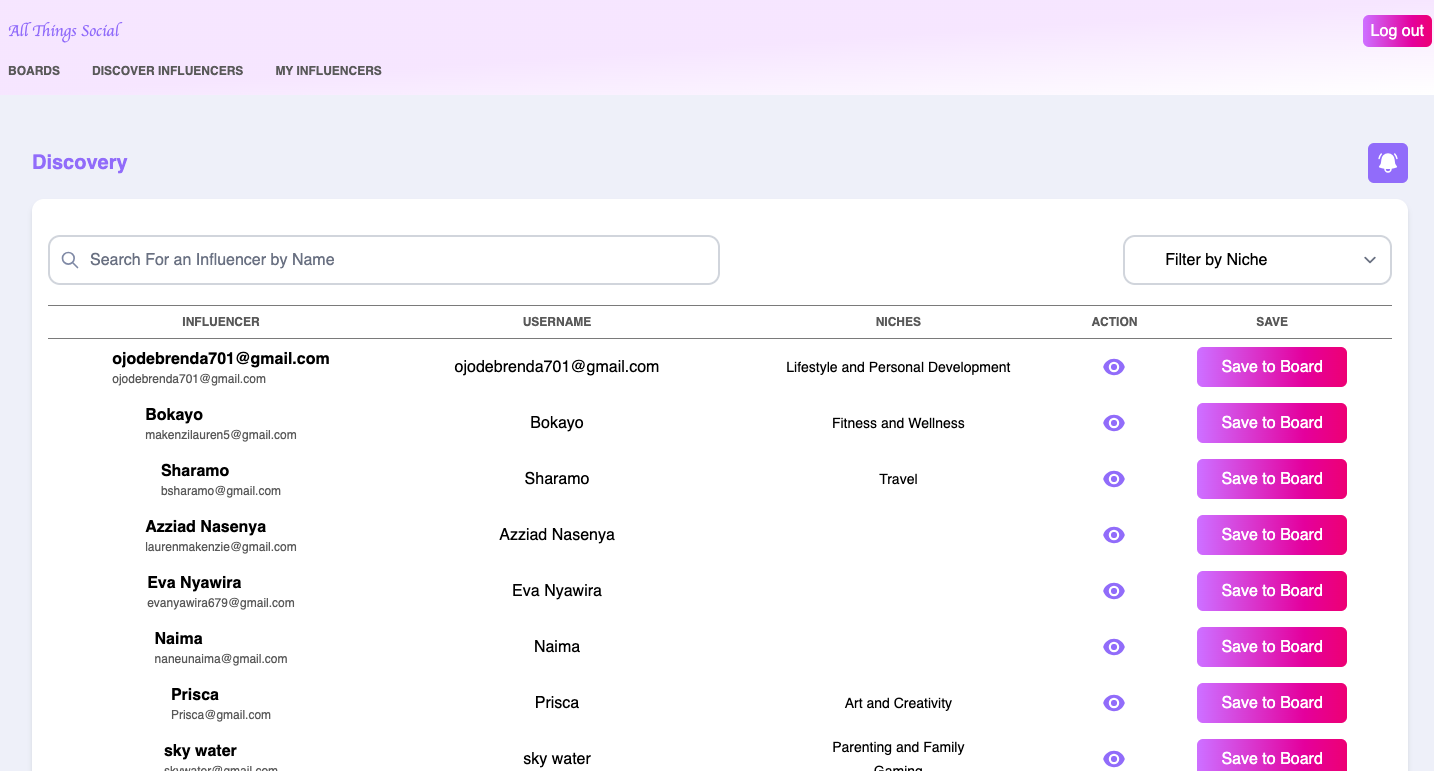 All Things Social
Log out
BOARDS DISCOVER INFLUENCERS MY INFLUENCERS
Discovery
Search For an Influencer by Name
Filter by Niche
INFLUENCER USERNAME NICHES ACTION SAVE
ojodebrenda701@gmail.com
ojodebrenda701@gmail.com
ojodebrenda701@gmail.com
Lifestyle and Personal Development
Save to Board
Bokayo
makenzilauren5@gmail.com
Bokayo
Fitness and Wellness
Save to Board
Sharamo
bsharamo@gmail.com
Sharamo
Travel
Save to Board
Azziad Nasenya
laurenmakenzie@gmail.com
Azziad Nasenya
Save to Board
Eva Nyawira
evanyawira679@gmail.com
Eva Nyawira
Save to Board
Naima
naneunaima@gmail.com
Naima
Save to Board
Prisca
Prisca@gmail.com
Prisca
Art and Creativity
Save to Board
sky water
skywater@gmail.com
sky water
Parenting and Family
Gaming
Save to Board